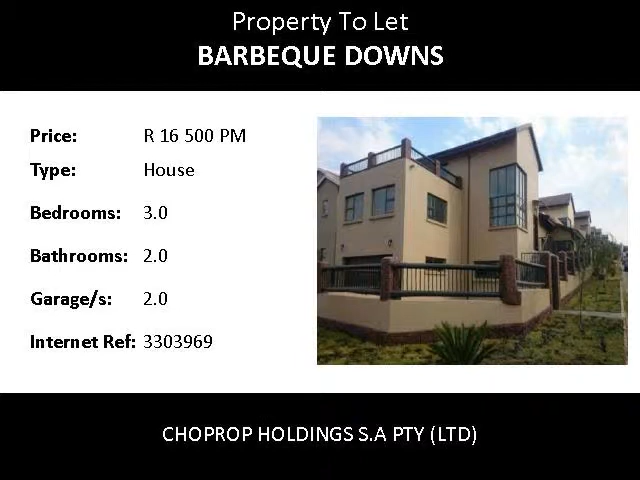 Property To Let
BARBEQUE DOWNS
Price: R 16 500 PM
Type: House
Bedrooms: 3.0
Bathrooms: 2.0
Garage/s: 2.0
Internet Ref: 3303969
CHOPROP HOLDINGS S.A PTY (LTD)